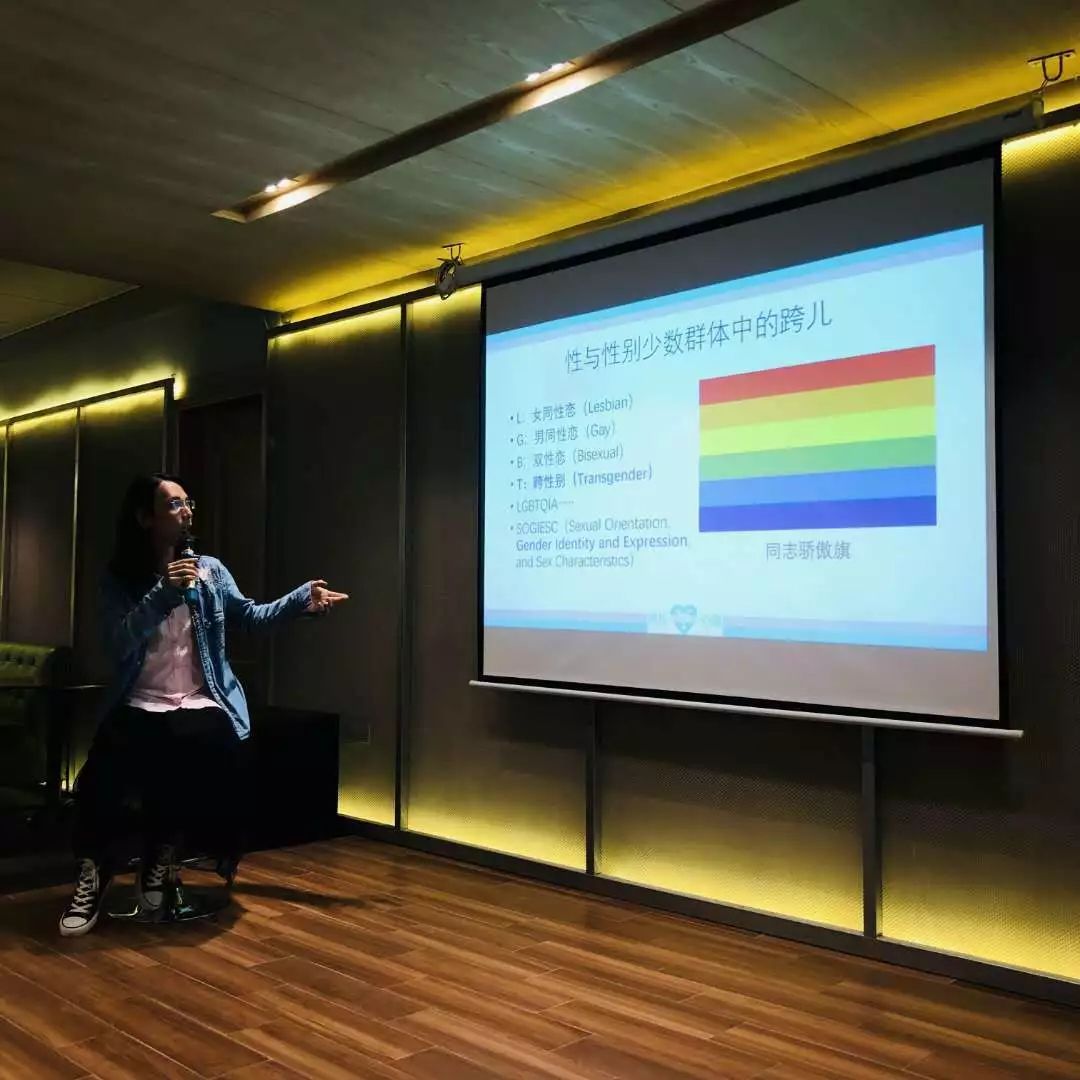 性与性别少数群体中的跨儿
• L：女同性恋（Lesbian）
• G：男同性恋（Gay）
• B：双性恋（Bisexual）
• T：跨性别（Transgender）
• LGBTQIA……
• SOGIESC（Sexual Orientation,
Gender Identity and Expression,
and Sex Characteristics）
同志骄傲旗